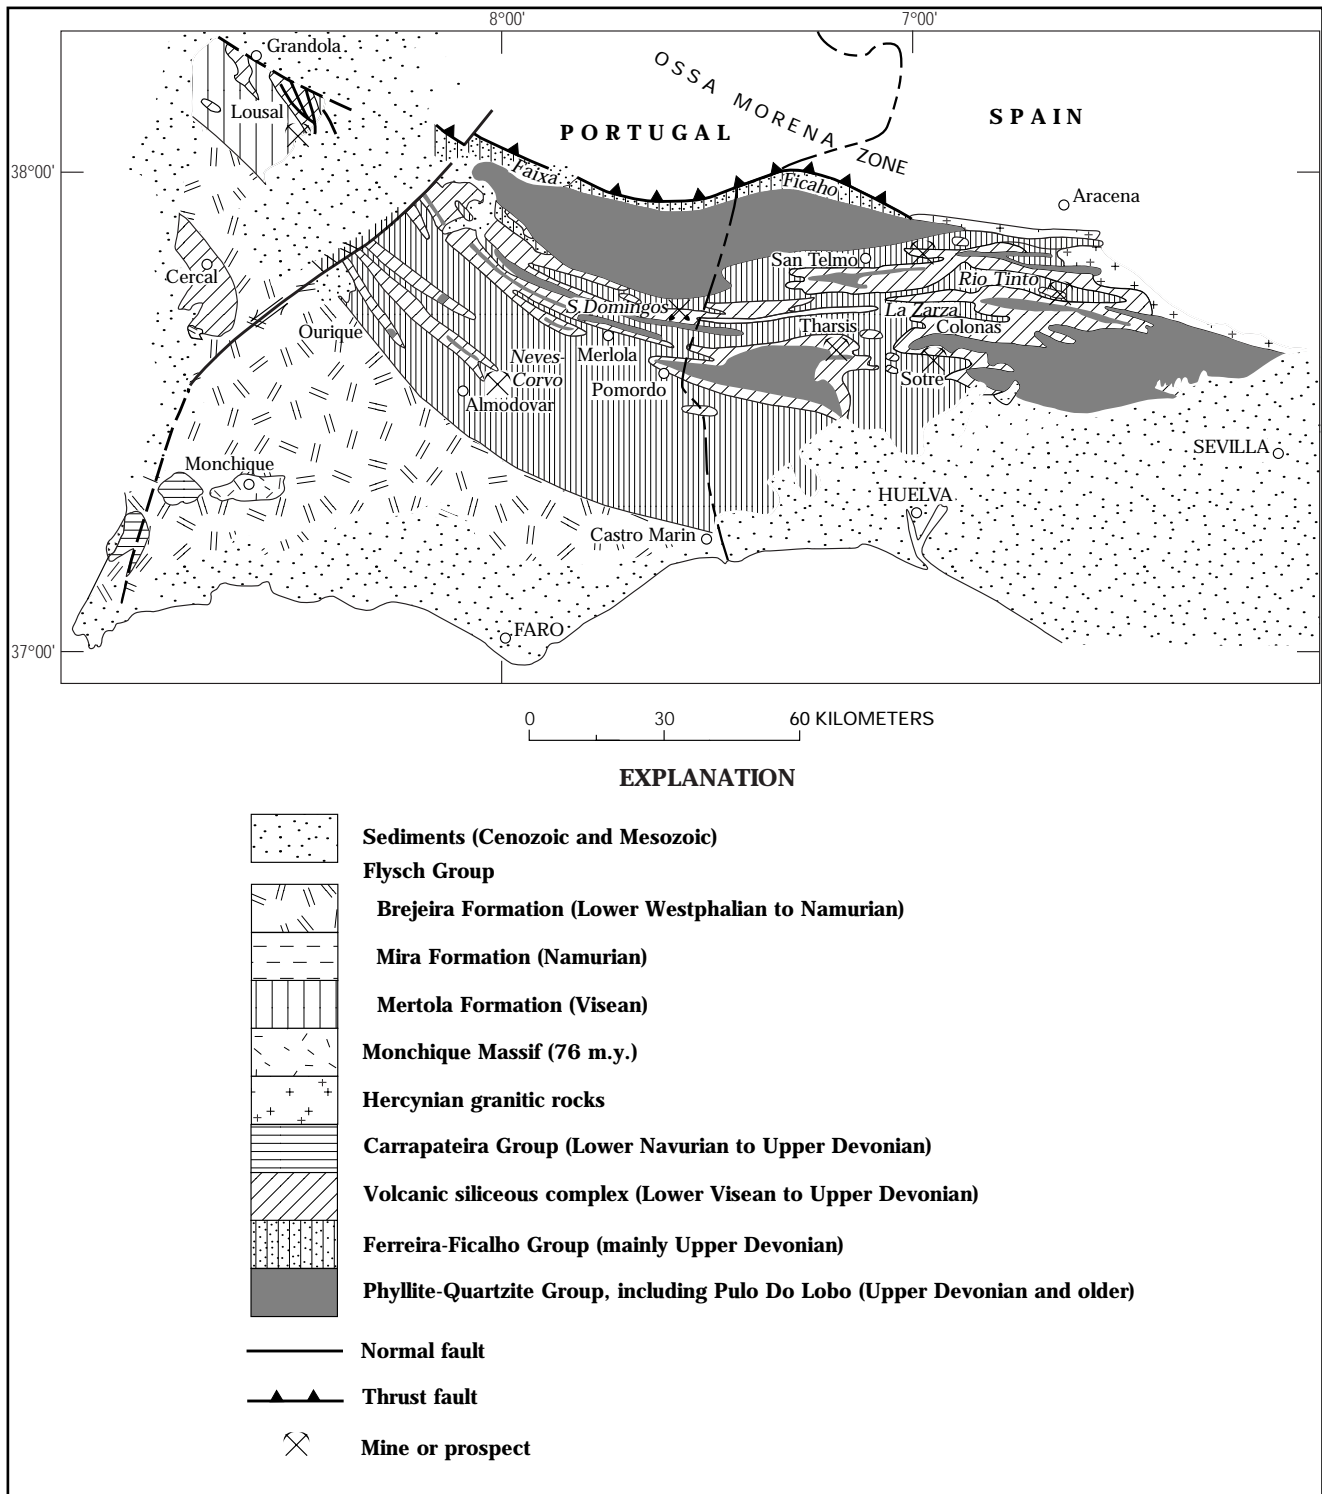 8°00' 7°00'
Grandola
OSSA MORENA ZONE
Lousal
PORTUGAL
SPAIN
38°00'
Faixa
Ficaho
Aracena
San Telmo
Cercal
Rio Tinto
S.Domingos
La Zarza
Tharsis
Colonas
Ourique
Neves-
Corvo
Merlola
Pomordo
Sotre
Almodovar
SEVILLA
Monchique
HUELVA
Castro Marin
FARO
37°00'
0 30 60 KILOMETERS
EXPLANATION
Sediments (Cenozoic and Mesozoic)
Flysch Group
Brejeira Formation (Lower Westphalian to Namurian)
Mira Formation (Namurian)
Mertola Formation (Visean)
Monchique Massif (76 m.y.)
Hercynian granitic rocks
Carrapateira Group (Lower Navurian to Upper Devonian)
Volcanic siliceous complex (Lower Visean to Upper Devonian)
Ferreira-Ficalho Group (mainly Upper Devonian)
Phyllite-Quartzite Group, including Pulo Do Lobo (Upper Devonian and older)
Normal fault
Thrust fault
Mine or prospect